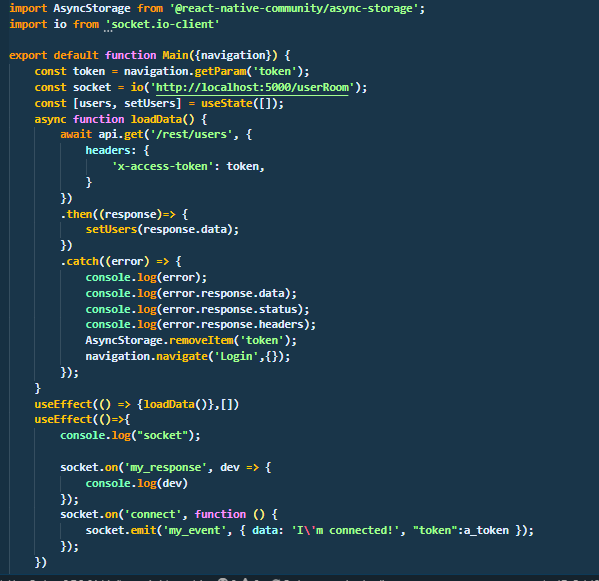 import AsyncStorage from '@react-native-community/async-storage';
import io from 'socket.io-client'

export default function Main({navigation}) {
    const token = navigation.getParam('token');
    const socket = io('http://localhost:5000/userRoom');
    const [users, setUsers] = useState([]);
    async function loadData() {
        await api.get('/rest/users', {
            headers: {
                'x-access-token': token,
            }
        })
        .then((response)=> {
            setUsers(response.data);
        })
        .catch((error) => {
            console.log(error);
            console.log(error.response.data);
            console.log(error.response.status);
            console.log(error.response.headers);
            AsyncStorage.removeItem('token');
            navigation.navigate('Login',{});
        });
    }
    useEffect(() => {loadData()},[])
    useEffect(()=>{
        console.log("socket");

        socket.on('my_response', dev => {
            console.log(dev)
        });
        socket.on('connect', function () {
            socket.emit('my_event', { data: 'I\'m connected!', "token":a_token });
        });
    })